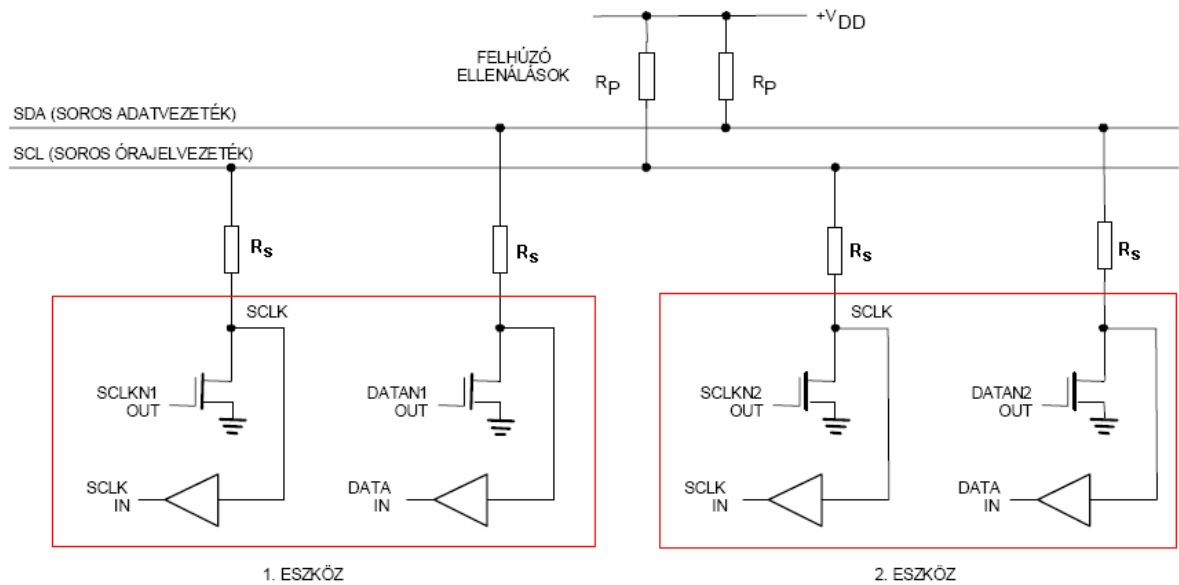 +VDD
FELHÚZÓ
ELLENÁLÁSOK
RP
RP
SDA (SOROS ADATVEZETÉK)
SCL (SOROS ÓRAJELVEZETÉK)
Rs
Rs
Rs
Rs
SCLK
SCLK
SCLKN1
OUT
DATAN1
OUT
SCLKN2
OUT
DATAN2
OUT
SCLK
IN
DATA
IN
SCLK
IN
DATA
IN
1. ESZKÖZ
2. ESZKÖZ